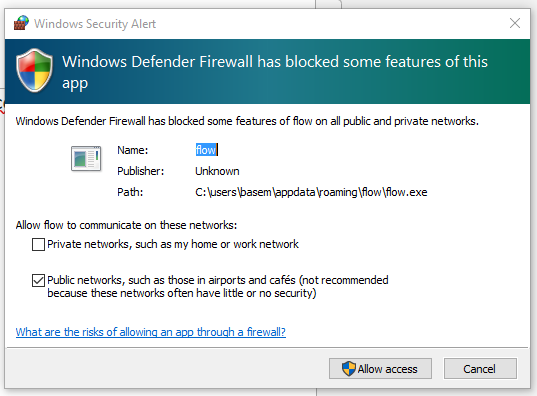 Windows Security Alert
Windows Defender Firewall has blocked some features of this
app
Windows Defender Firewall has blocked some features of flow on all public and private networks.
Name: flow
Publisher: Unknown
Path: C:\users\basem\appdata\roaming\flow\flow.exe
Allow flow to communicate on these networks:
Private networks, such as my home or work network
Public networks, such as those in airports and cafés (not recommended
because these networks often have little or no security)
What are the risks of allowing an app through a firewall?
Allow access Cancel